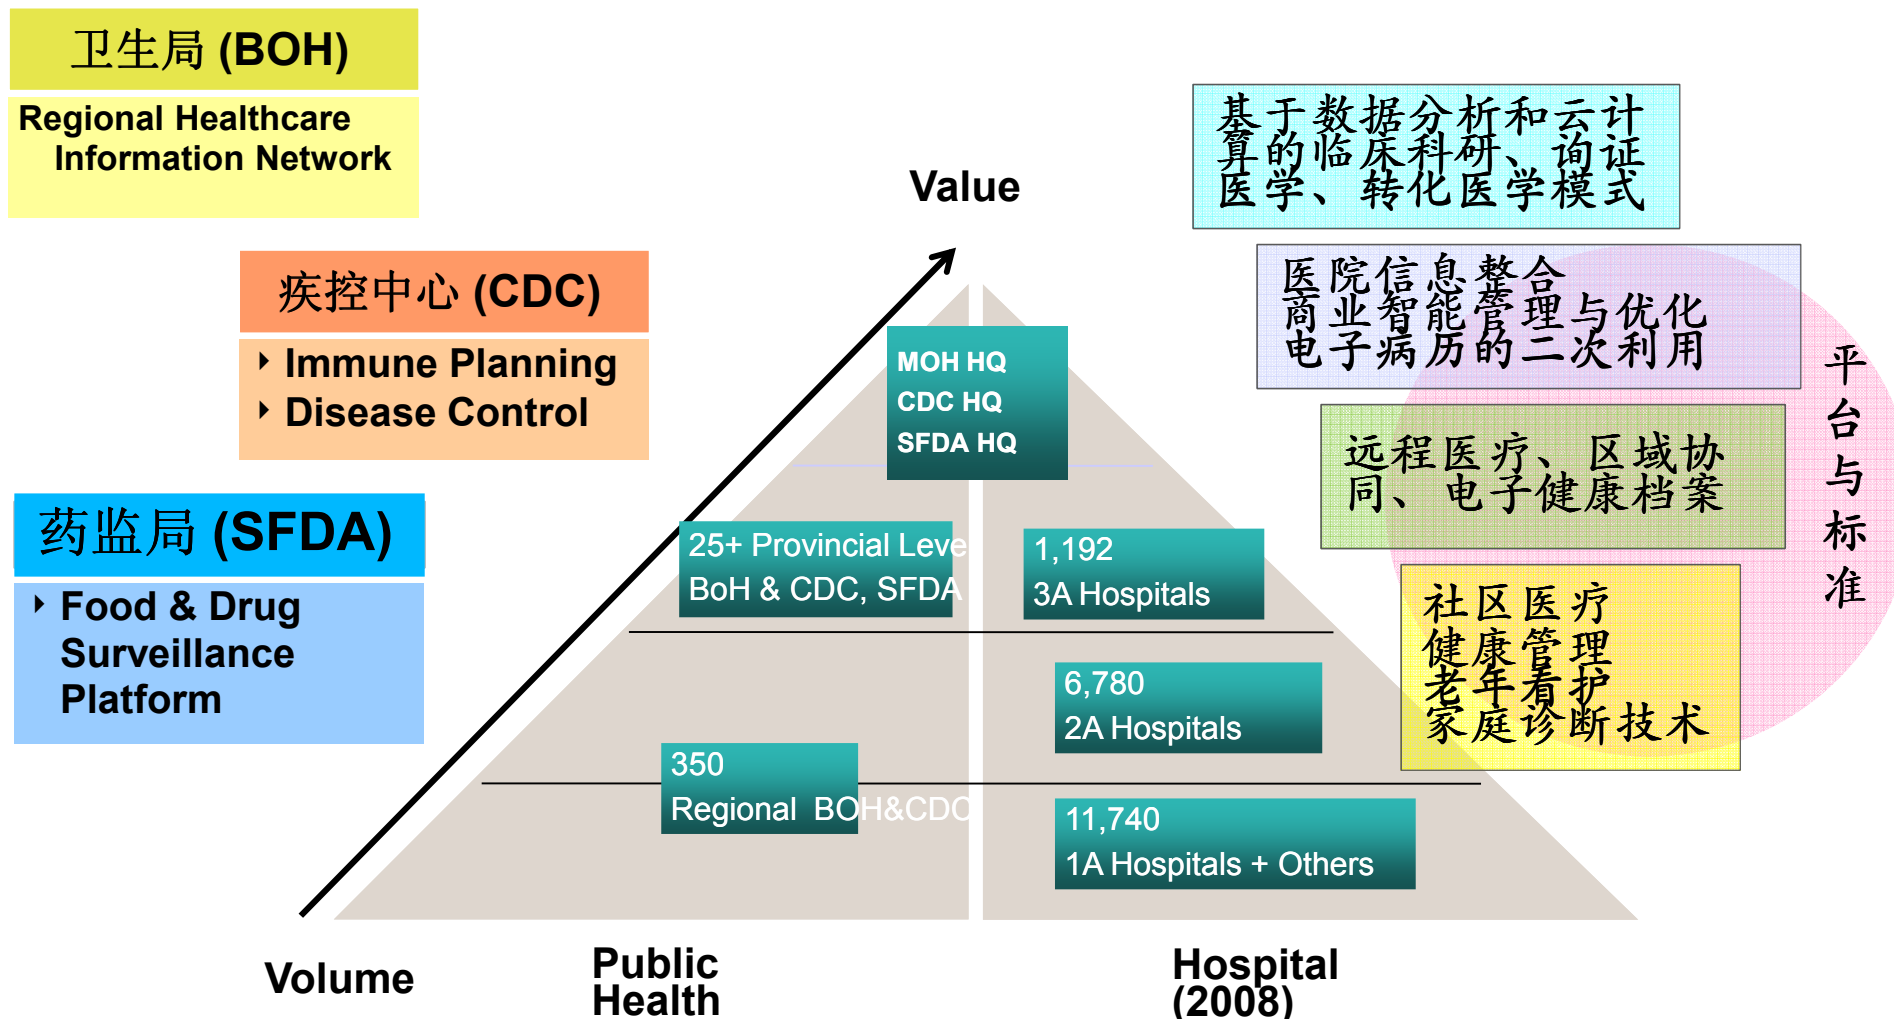 卫生局 (BOH)
Regional Healthcare
Information Network
疾控中心 (CDC)
Immune Planning
Disease Control
药监局 (SFDA)
Food & Drug
Surveillance
Platform
Value
MOH HQ
CDC HQ
SFDA HQ
25+ Provincial Leve
BoH & CDC, SFDA
350
Regional BOH&CDC
1,192
3A Hospitals
6,780
2A Hospitals
11,740
1A Hospitals + Others
Volume
Public
Health
Hospital
(2008)
基于数据分析和云计
算的临床科研、询证
医学、转化医学模式
医院信息整合
商业智能管理与优化
电子病历的二次利用
远程医疗、区域协
同、电子健康档案
社区医疗
健康管理
老年看护
家庭诊断技术
平台与标准